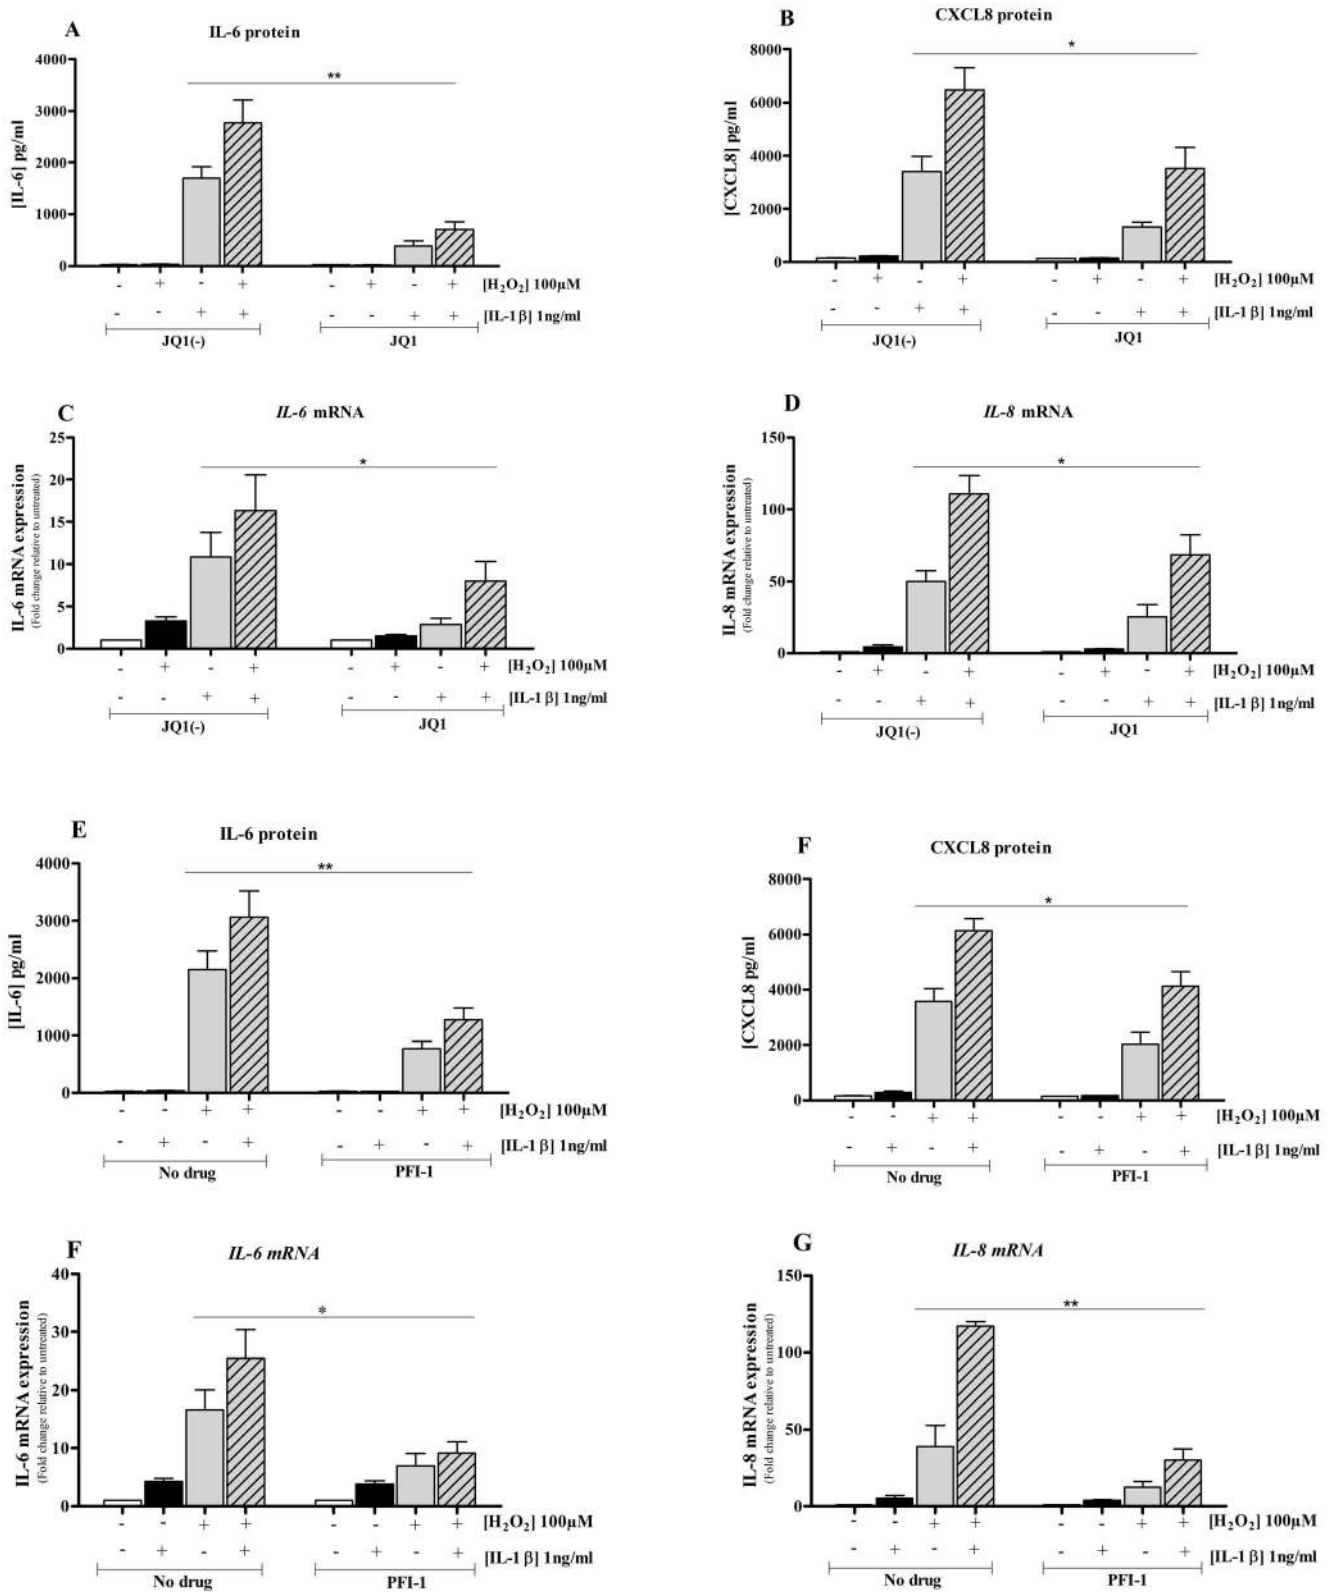 A
IL-6 protein
[IL-6] pg/ml
4000
3000
2000
1000
0
**
- + - + - - - + [H2O2] 100µM
- - + + - - + + [IL-1 β] 1ng/ml
JQ1(-) JQ1
B
CXCL8 protein
[CXCL8] pg/ml
8000
6000
4000
2000
0
*
- + - + - + - + [H2O2] 100µM
- - + + - - + + [IL-1 β] 1ng/ml
JQ1(-) JQ1
C
IL-6 mRNA
IL-6 mRNA expression
(Fold change relative to untreated)
25
20
15
10
5
0
*
- + - + - + - + [H2O2] 100µM
- - + + - - + + [IL-1 β] 1ng/ml
JQ1(-) JQ1
D
IL-8 mRNA
IL-8 mRNA expression
(Fold change relative to untreated)
150
100
50
0
*
- + - + - + - + [H2O2] 100µM
- - + + - - + + [IL-1 β] 1ng/ml
JQ1(-) JQ1
E
IL-6 protein
[IL-6] pg/ml
4000
3000
2000
1000
0
**
- - + + - - + + [H2O2] 100µM
- + - + - + - + [IL-1 β] 1ng/ml
No drug PFI-1
F
CXCL8 protein
[CXCL8 pg/ml
8000
6000
4000
2000
0
*
- - + + - - + + [H2O2] 100µM
- + - + - + - + [IL-1 β] 1ng/ml
No drug PFI-1
F
IL-6 mRNA
IL-6 mRNA expression
(Fold change relative to untreated)
40
30
20
10
0
*
- - + + - - + + [H2O2] 100µM
- + - + - + - + [IL-1 β] 1ng/ml
No drug PFI-1
G
IL-8 mRNA
IL-8 mRNA expression
(Fold change relative to untreated)
150
100
50
0
**
- - + + - - + + [H2O2] 100µM
- + - + - + - + [IL-1 β] 1ng/ml
No drug PFI-1